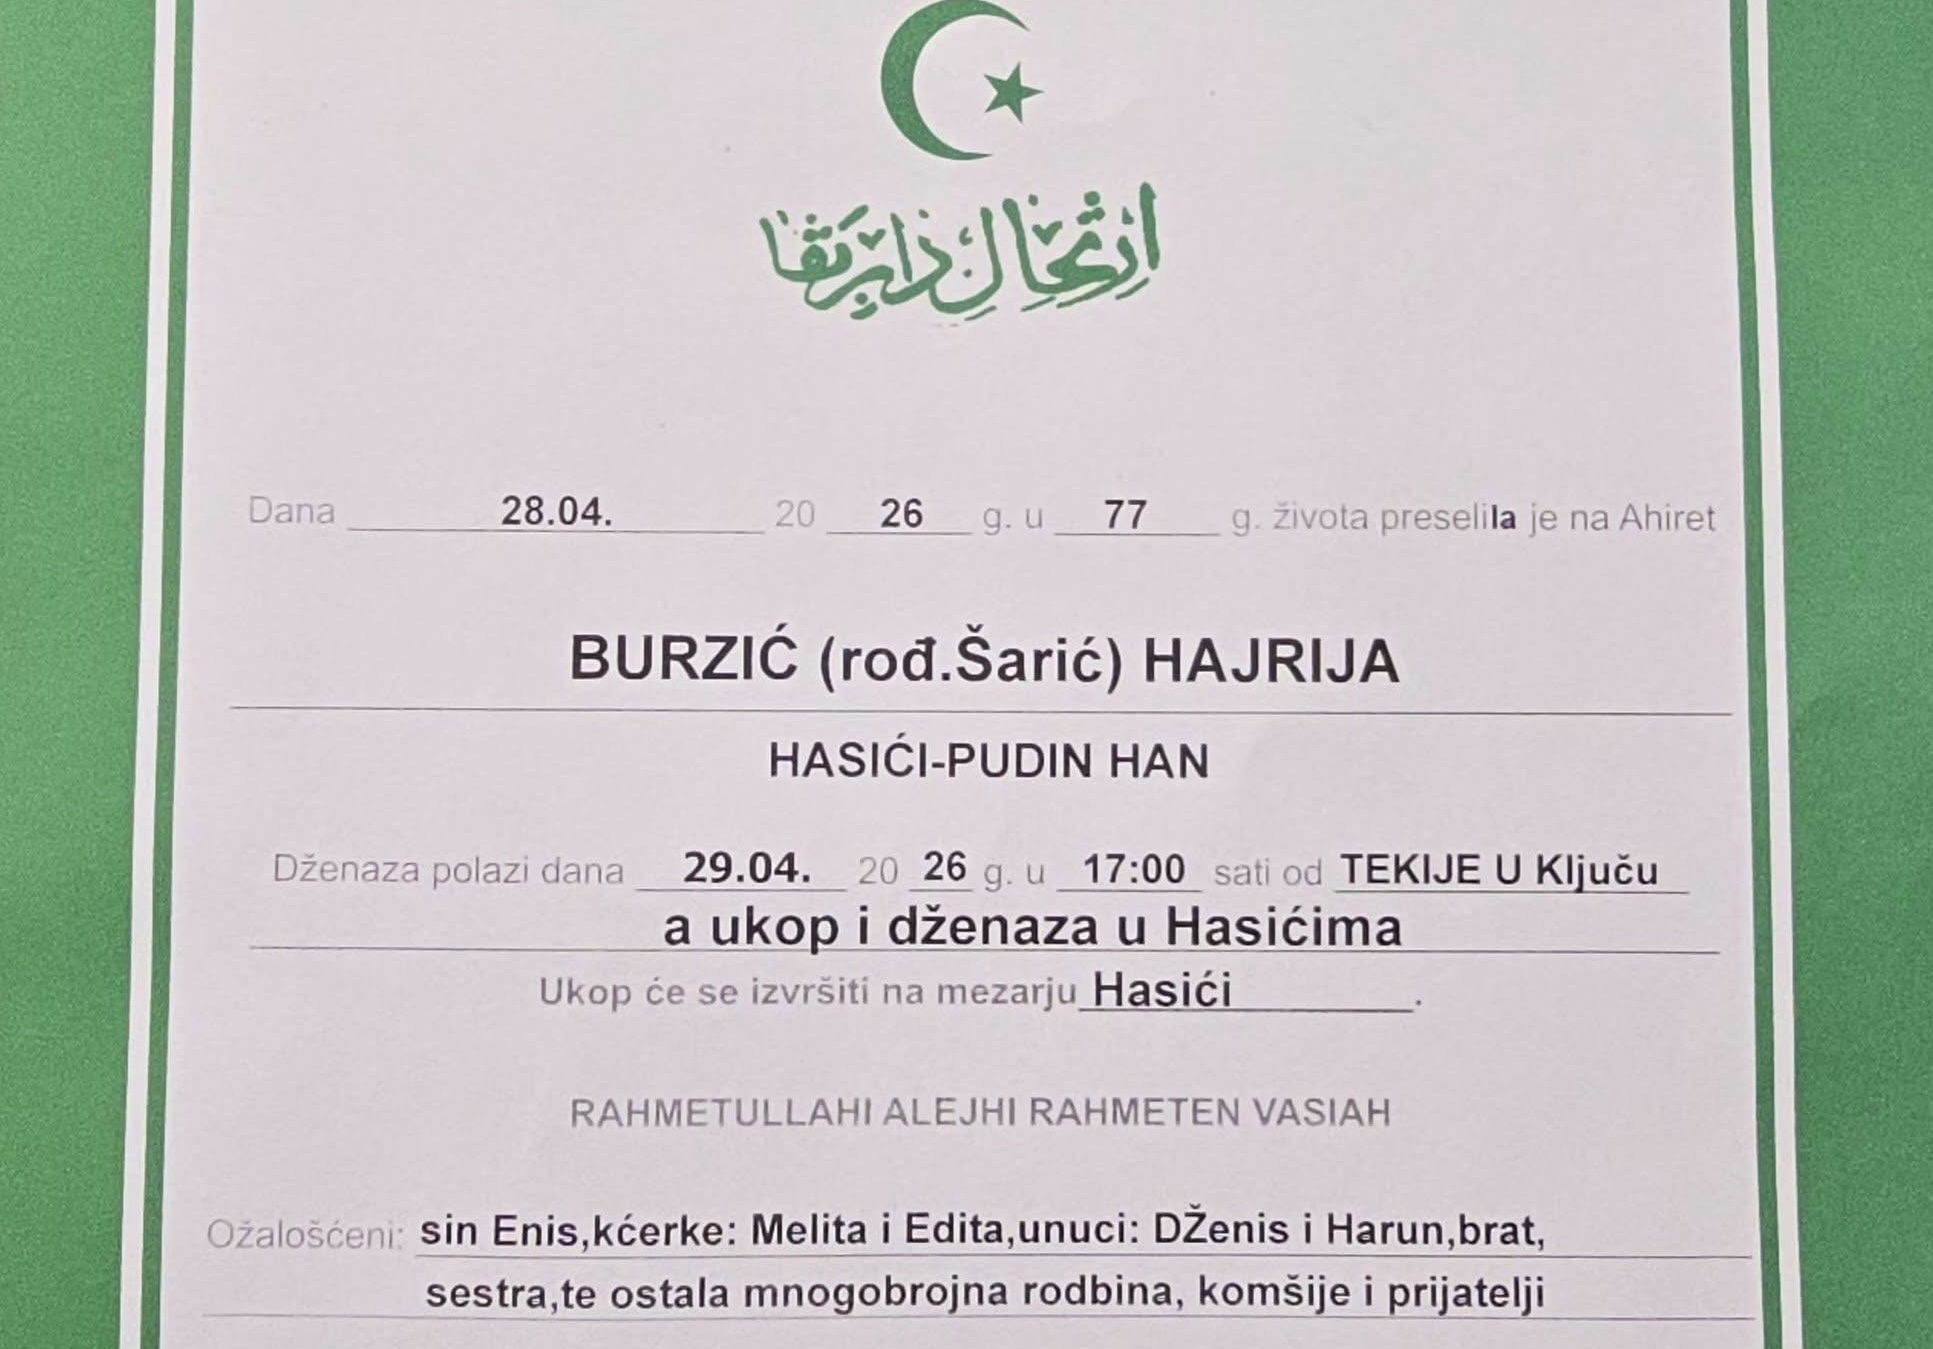 اِرْتِحَالِ دَارِ بَقَا
Dana 28.04. 20 26 g. u 77 g. života preselila je na Ahiret
BURZIĆ (rođ.Šarić) HAJRIJA
HASIĆI-PUDIN HAN
Dženaza polazi dana 29.04. 20 26 g. u 17:00 sati od TEKIJE U Ključu
a ukop i dženaza u Hasićima
Ukop će se izvršiti na mezarju Hasići .
RAHMETULLAHI ALEJHI RAHMETEN VASIAH
Ožalošćeni: sin Enis,kćerke: Melita i Edita,unuci: DŽenis i Harun,brat,
sestra,te ostala mnogobrojna rodbina, komšije i prijatelji